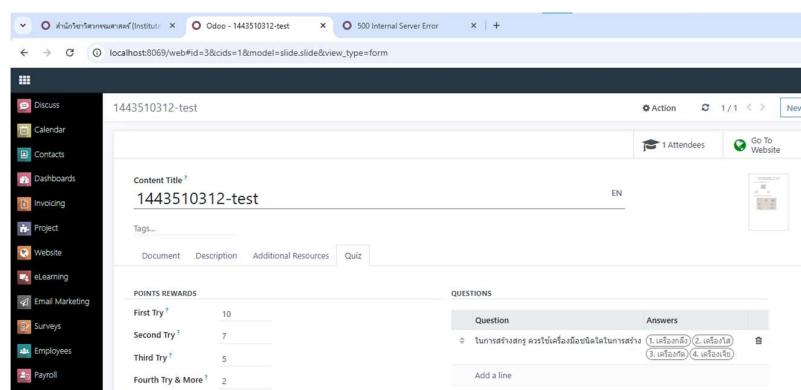 สำนักวิชาวิศวกรรมศาสตร์ (Institute
Odoo - 1443510312-test
500 Internal Server Error
localhost:8069/web#id=3&cids=1&model=slide.slide&view_type=form
Discuss
1443510312-test
Action
1 / 1
New
Calendar
Contacts
1 Attendees
Go To
Website
Dashboards
Content Title ?
Invoicing
1443510312-test
EN
Project
Tags...
Website
Document Description Additional Resources Quiz
eLearning
Email Marketing
POINTS REWARDS
QUESTIONS
First Try ? 10
Question Answers
Surveys
Second Try ? 7
ในการสร้างสกรู ควรใช้เครื่องมือชนิดใดในการสร้าง 1. เครื่องกลึง 2. เครื่องไส
3. เครื่องกัด 4. เครื่องเจีย
Employees
Third Try ? 5
Payroll
Fourth Try & More ? 2
Add a line